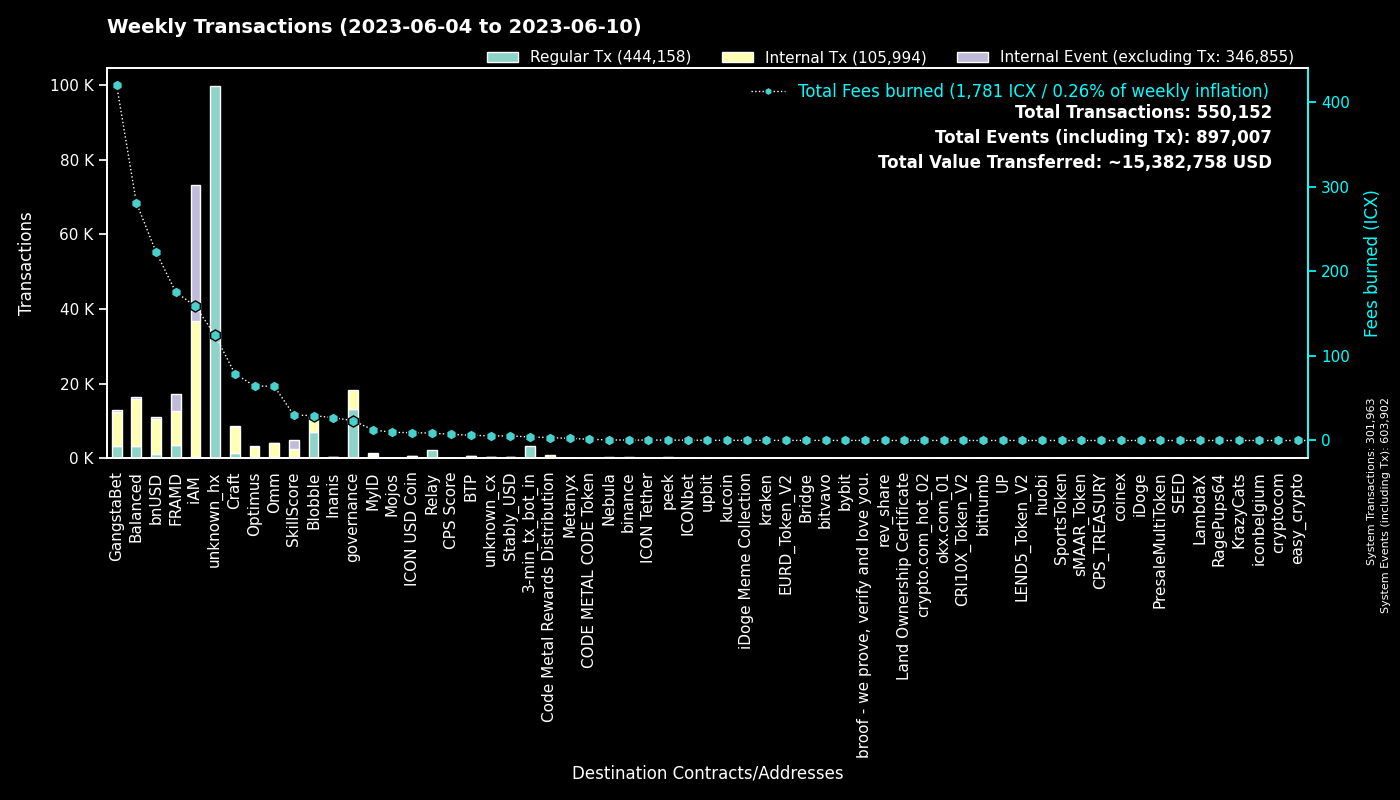 Weekly Transactions (2023-06-04 to 2023-06-10)
Regular Tx (444,158)
Internal Tx (105,994)
Internal Event (excluding Tx: 346,855)
Total Fees burned (1,781 ICX / 0.26% of weekly inflation)
Total Transactions: 550,152
Total Events (including Tx): 897,007
Total Value Transferred: ~15,382,758 USD
Transactions
100 K
80 K
60 K
40 K
20 K
0 K
400
300
200
100
0
Fees burned (ICX)
System Transactions: 301,963
System Events (including Tx): 603,902
GangstaBet
Balanced
bnUSD
FRAMD
iAM
unknown_hx
Craft
Optimus
Omm
SkillScore
Blobble
Inanis
governance
MyID
Mojos
ICON USD Coin
Relay
CPS Score
BTP
unknown_cx
Stably_USD
3-min_tx_bot_in
Code Metal Rewards Distribution
Metanyx
CODE METAL CODE Token
Nebula
binance
ICON Tether
peek
ICONbet
upbit
kucoin
iDoge Meme Collection
kraken
EURD_Token_V2
Bridge
bitvavo
bybit
broof - we prove, verify and love you.
rev_share
Land Ownership Certificate
crypto.com_hot_02
okx.com_01
CRI10X_Token_V2
bithumb
UP
LEND5_Token_V2
huobi
SportsToken
sMAAR_Token
CPS_TREASURY
coinex
iDoge
PresaleMultiToken
SEED
LambdaX
RagePups64
KrazyCats
iconbelgium
cryptocom
easy_crypto
Destination Contracts/Addresses